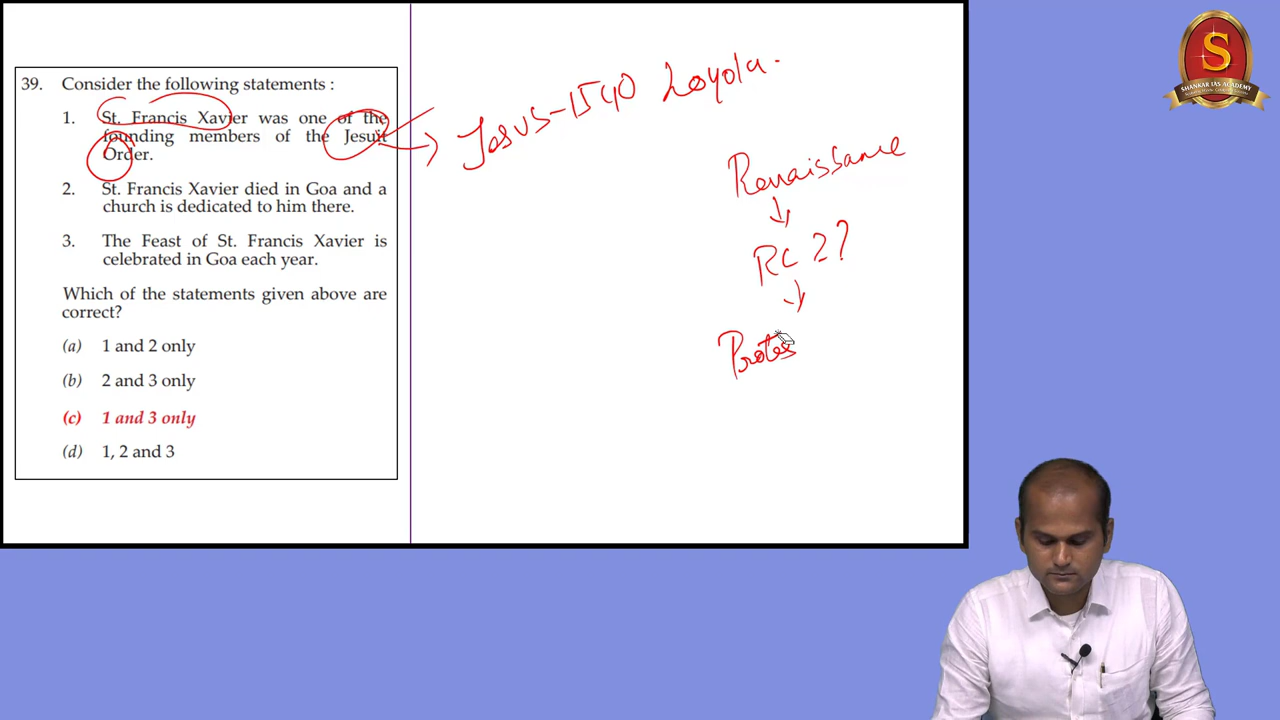 39. Consider the following statements :
1. St. Francis Xavier was one of the
founding members of the Jesuit
Order.
2. St. Francis Xavier died in Goa and a
church is dedicated to him there.
3. The Feast of St. Francis Xavier is
celebrated in Goa each year.
Which of the statements given above are
correct?
(a) 1 and 2 only
(b) 2 and 3 only
(c) 1 and 3 only
(d) 1, 2 and 3
Jesus-1540 Loyola.
Renaissance
RC 2?
Protes
S
SHANKAR IAS ACADEMY